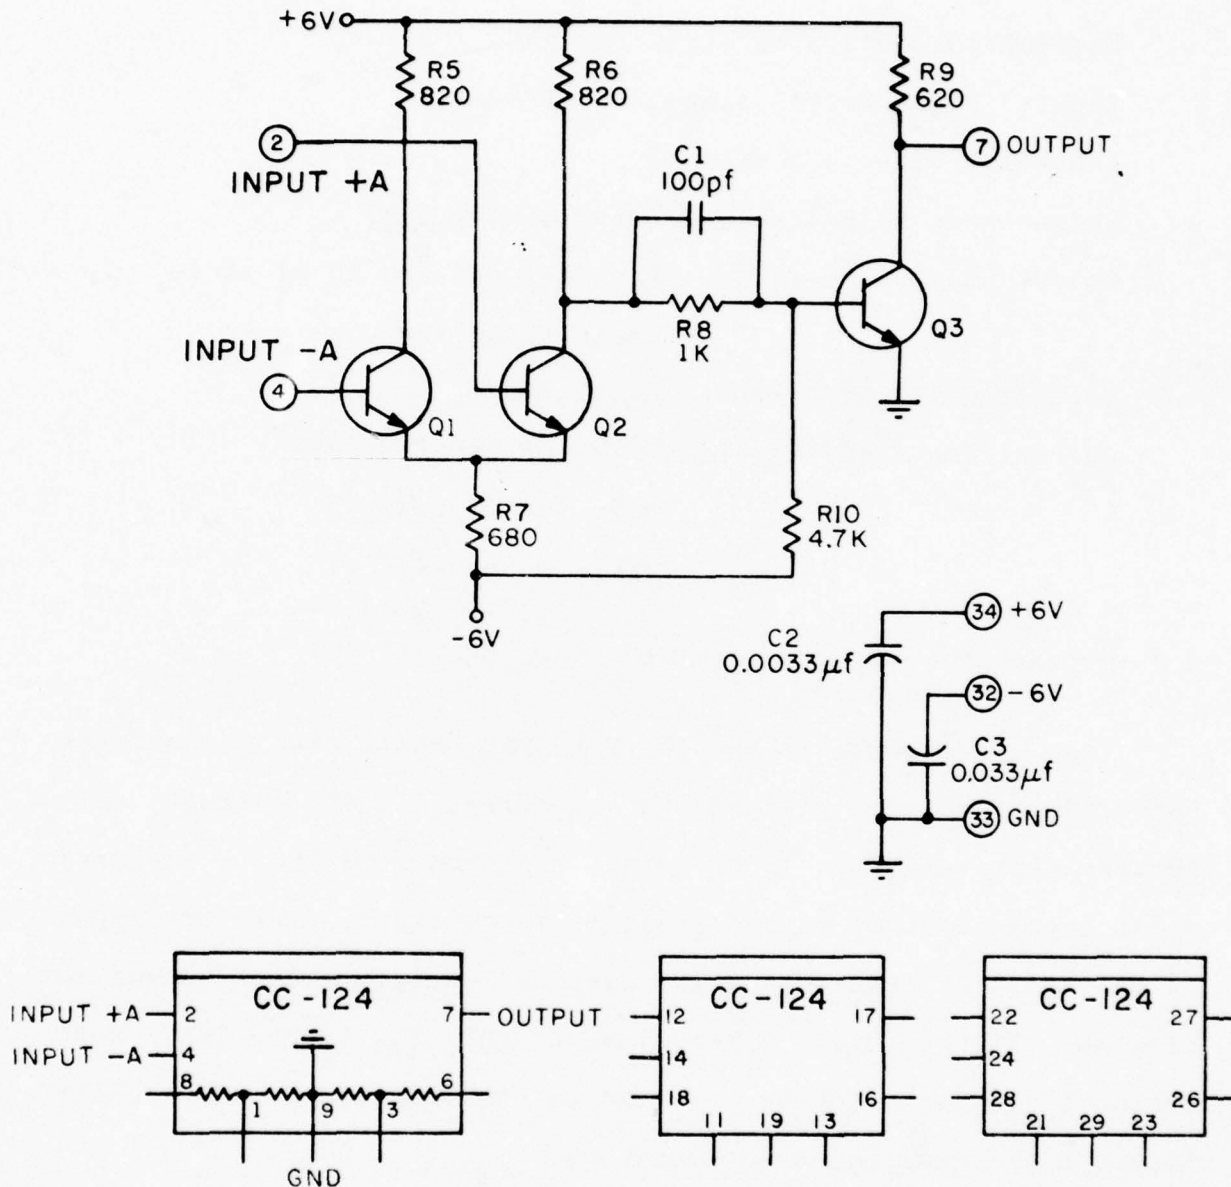 +6V
R5
820
R6
820
R9
620
2
INPUT +A
C1
100pf
7 OUTPUT
R8
1K
Q3
INPUT -A
4
Q1
Q2
R7
680
R10
4.7K
-6V
34 +6V
C2
0.0033μf
32 -6V
C3
0.033μf
33 GND
CC-124
INPUT +A 2
7 OUTPUT
INPUT -A 4
8
6
1
9
3
GND
CC-124
12
17
14
18
16
11
19
13
CC-124
22
27
24
28
26
21
29
23